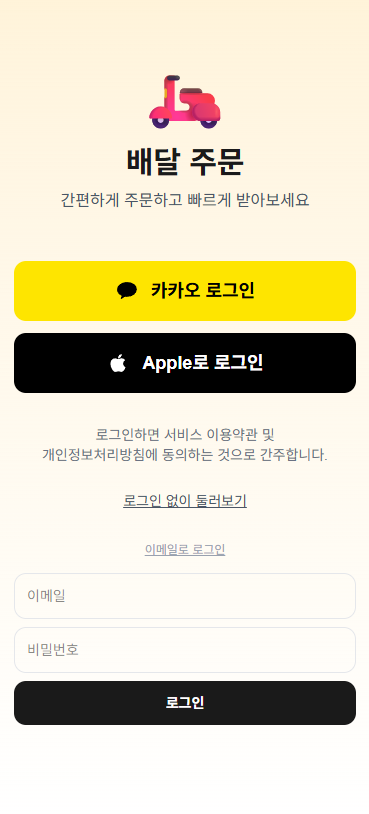 배달 주문
간편하게 주문하고 빠르게 받아보세요
카카오 로그인
Apple로 로그인
로그인하면 서비스 이용약관 및
개인정보처리방침에 동의하는 것으로 간주합니다.
로그인 없이 둘러보기
이메일로 로그인
이메일
비밀번호
로그인